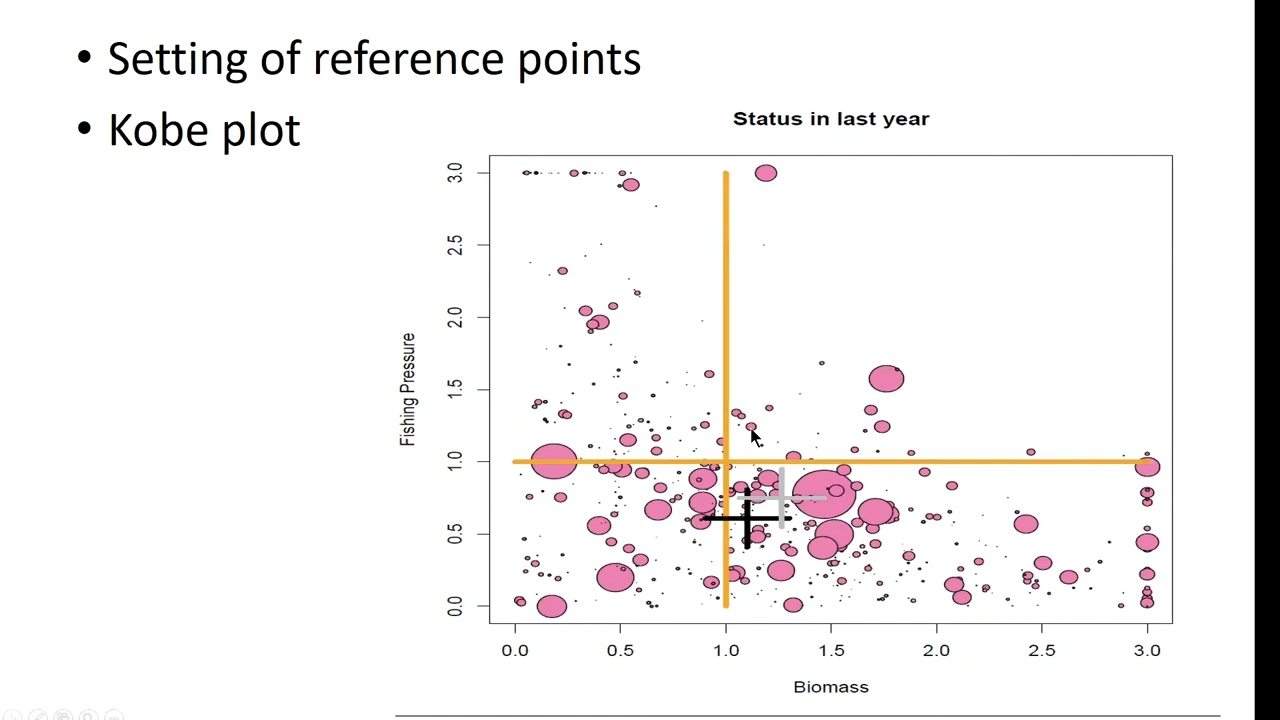 • Setting of reference points
• Kobe plot
Status in last year
Fishing Pressure
3.0
2.5
2.0
1.5
1.0
0.5
0.0
0.0 0.5 1.0 1.5 2.0 2.5 3.0
Biomass